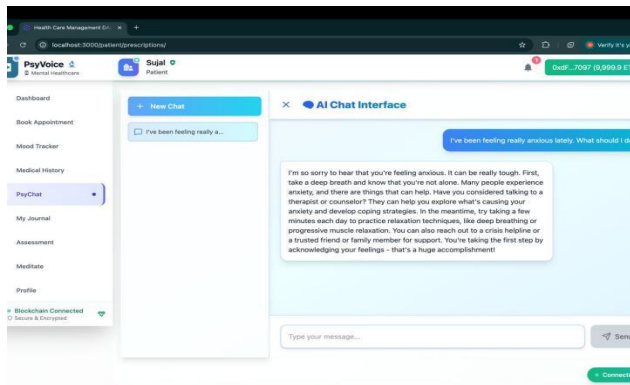 Health Care Management
localhost:3000/patient/prescriptions/
Verify it's y
PsyVoice
Mental Healthcare
Sujal
Patient
0xdF...7097 (9,999.9 ET
Dashboard
Book Appointment
Mood Tracker
Medical History
PsyChat
My Journal
Assessment
Meditate
Profile
Blockchain Connected
Secure & Encrypted
+ New Chat
I've been feeling really a...
AI Chat Interface
I've been feeling really anxious lately. What should I d
I'm so sorry to hear that you're feeling anxious. It can be really tough. First,
take a deep breath and know that you're not alone. Many people experience
anxiety, and there are things that can help. Have you considered talking to a
therapist or counselor? They can help you explore what's causing your
anxiety and develop coping strategies. In the meantime, try taking a few
minutes each day to practice relaxation techniques, like deep breathing or
progressive muscle relaxation. You can also reach out to a crisis helpline or
a trusted friend or family member for support. You're taking the first step by
acknowledging your feelings - that's a huge accomplishment!
Type your message...
Send
Connecte